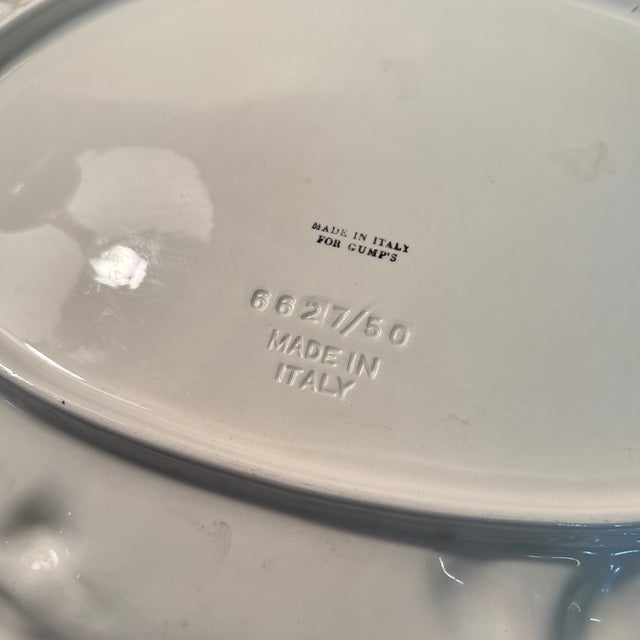 MADE IN ITALY
FOR GUMP'S
6627/50
MADE IN
ITALY